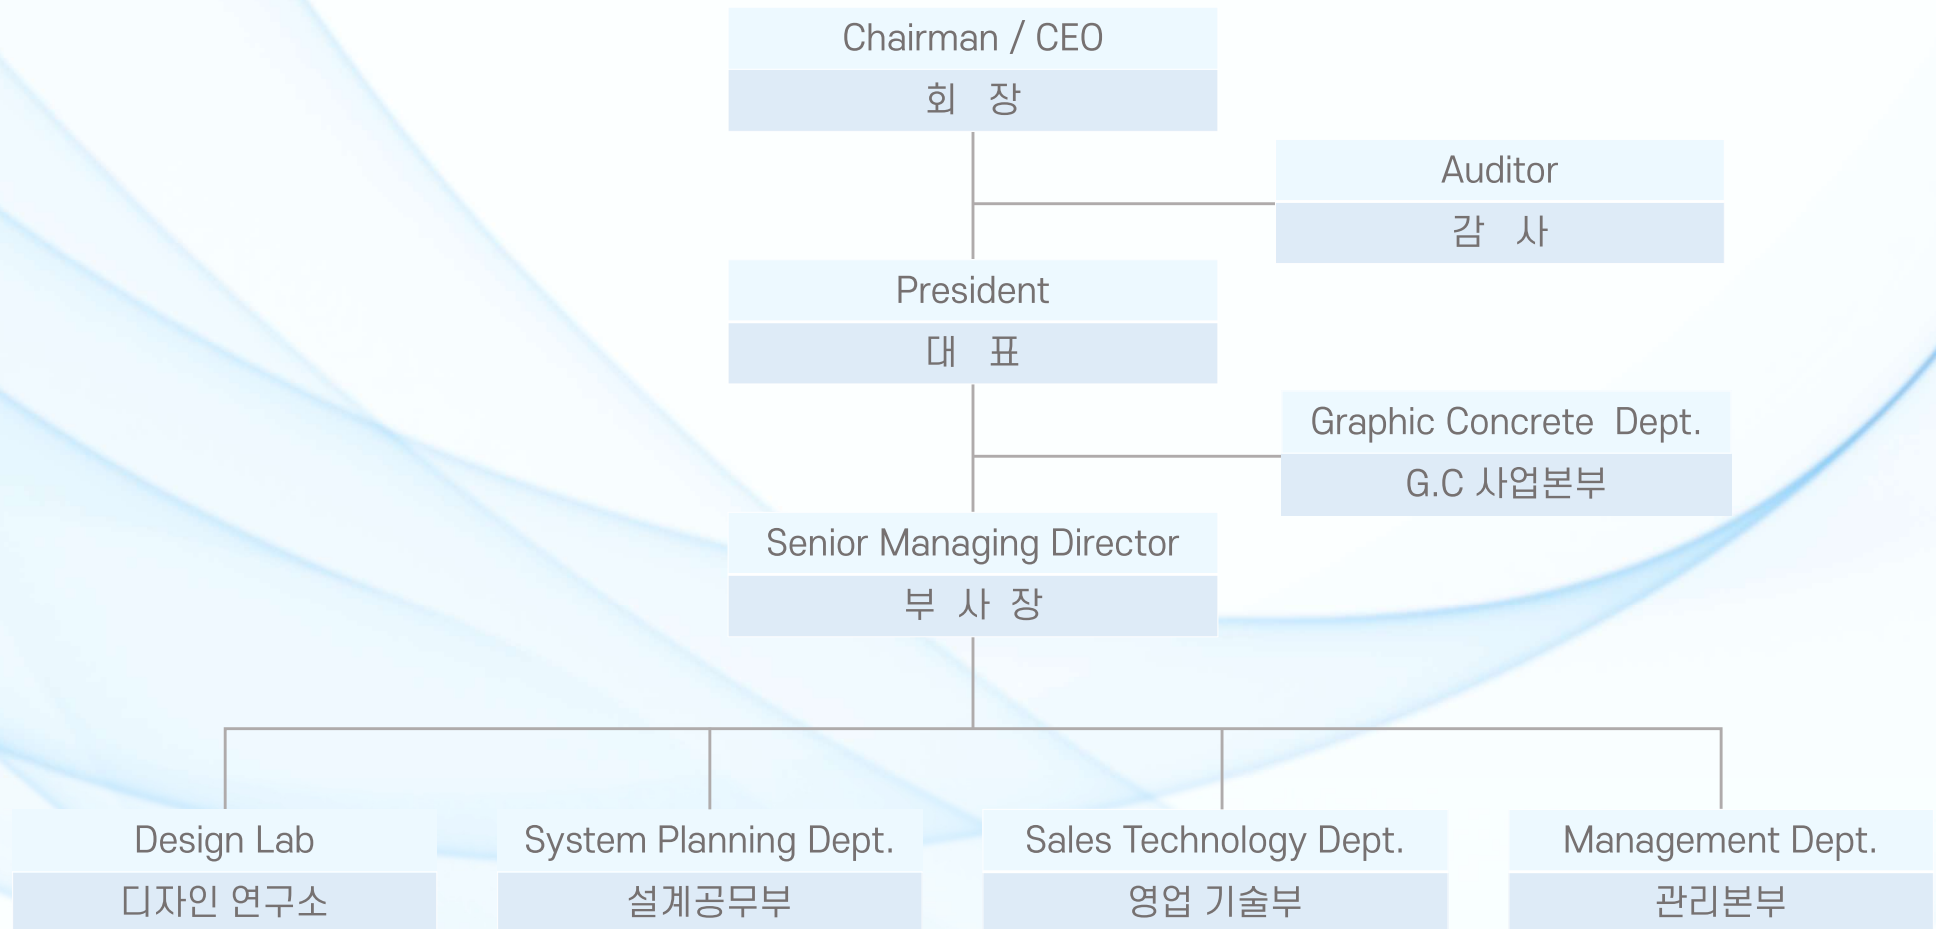 Chairman / CEO
회 장
Auditor
감 사
President
대 표
Graphic Concrete Dept.
G.C 사업본부
Senior Managing Director
부 사 장
Design Lab
디자인 연구소
System Planning Dept.
설계공무부
Sales Technology Dept.
영업 기술부
Management Dept.
관리본부